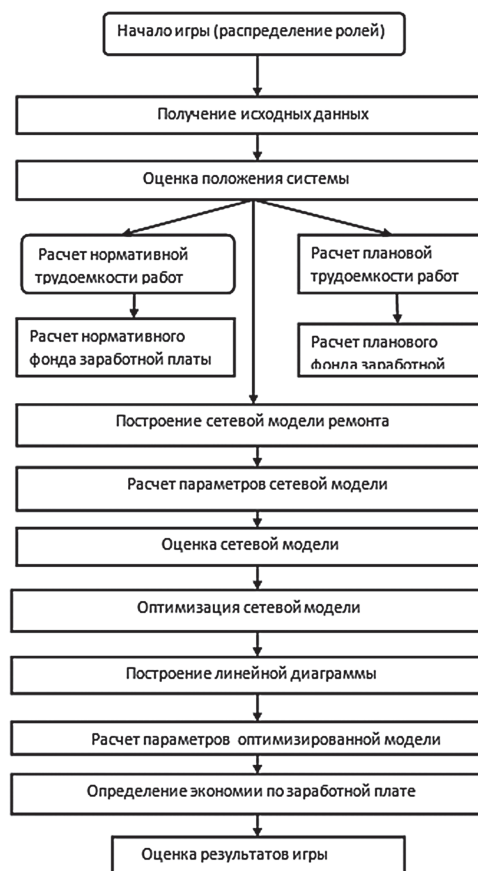 Начало игры (распределение ролей)
Получение исходных данных
Оценка положения системы
Расчет нормативной
трудоемкости работ
Расчет плановой
трудоемкости работ
Расчет нормативного
фонда заработной платы
Расчет планового
фонда заработной
Построение сетевой модели ремонта
Расчет параметров сетевой модели
Оценка сетевой модели
Оптимизация сетевой модели
Построение линейной диаграммы
Расчет параметров оптимизированной модели
Определение экономии по заработной плате
Оценка результатов игры